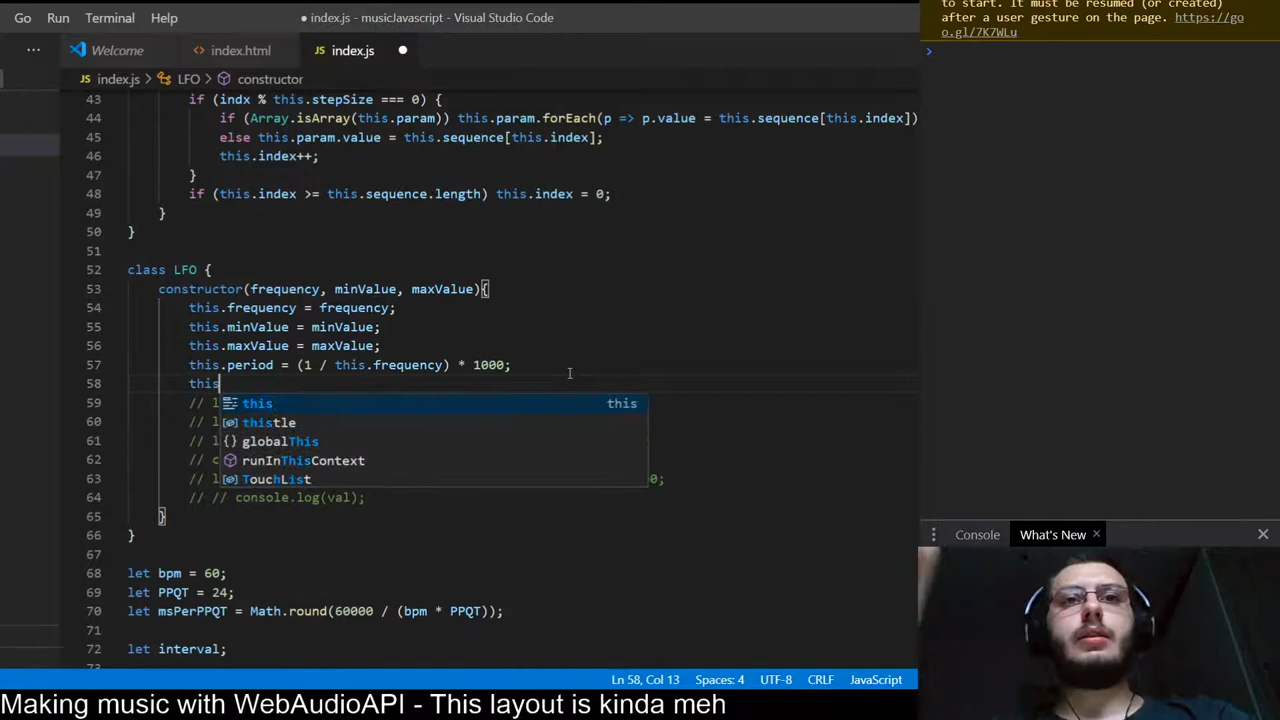 Go Run Terminal Help ● index.js - musicJavascript - Visual Studio Code
··· Welcome <> index.html JS index.js ●
JS index.js > LFO > constructor
43 if (indx % this.stepSize === 0) {
44 if (Array.isArray(this.param)) this.param.forEach(p => p.value = this.sequence[this.index])
45 else this.param.value = this.sequence[this.index];
46 this.index++;
47 }
48 if (this.index >= this.sequence.length) this.index = 0;
49 }
50 }
51
52 class LFO {
53 constructor(frequency, minValue, maxValue){
54 this.frequency = frequency;
55 this.minValue = minValue;
56 this.maxValue = maxValue;
57 this.period = (1 / this.frequency) * 1000;
58 this
this this
59 // l
thistle
60 // l
{} globalThis
61 // l
runInThisContext
62 // c
TouchList
63 // l 0;
64 // // console.log(val);
65 }
66 }
67
68 let bpm = 60;
69 let PPQT = 24;
70 let msPerPPQT = Math.round(60000 / (bpm * PPQT));
71
72 let interval;
73
Ln 58, Col 13 Spaces: 4 UTF-8 CRLF JavaScript
to start. It must be resumed (or created)
after a user gesture on the page. https://go
o.gl/7K7WLu
>
Console What's New ×
Making music with WebAudioAPI - This layout is kinda meh